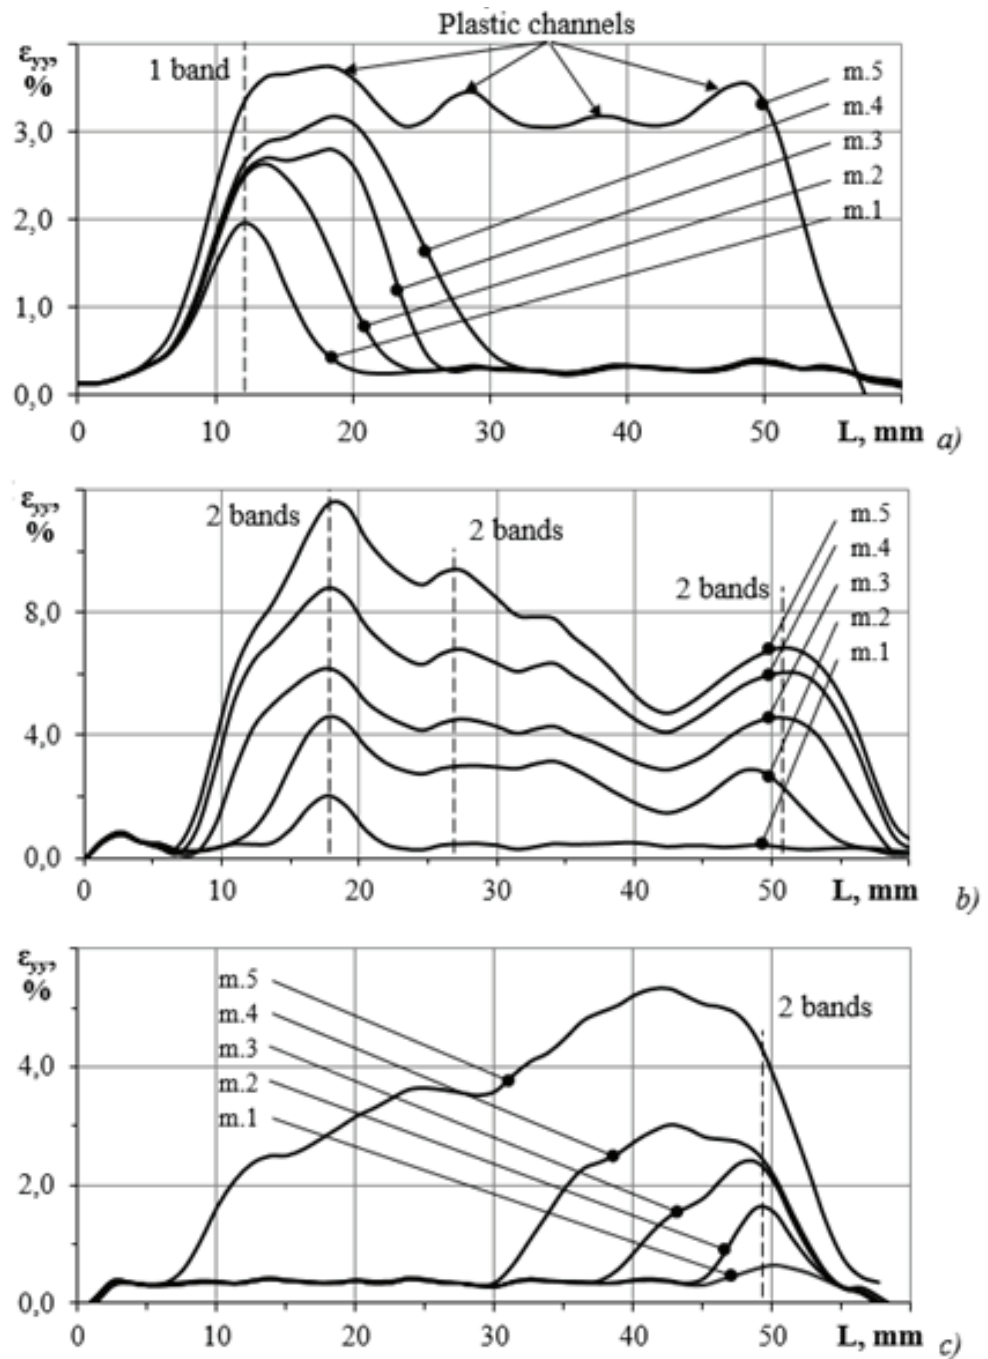 Plastic channels
εyy,
%
1 band
m.5
m.4
m.3
m.2
m.1
3,0
2,0
1,0
0,0
0 10 20 30 40 50 L, mm a)
εyy,
%
2 bands
2 bands
2 bands
m.5
m.4
m.3
m.2
m.1
8,0
4,0
0,0
0 10 20 30 40 50 L, mm b)
εyy,
%
m.5
m.4
m.3
m.2
m.1
2 bands
4,0
2,0
0,0
0 10 20 30 40 50 L, mm c)